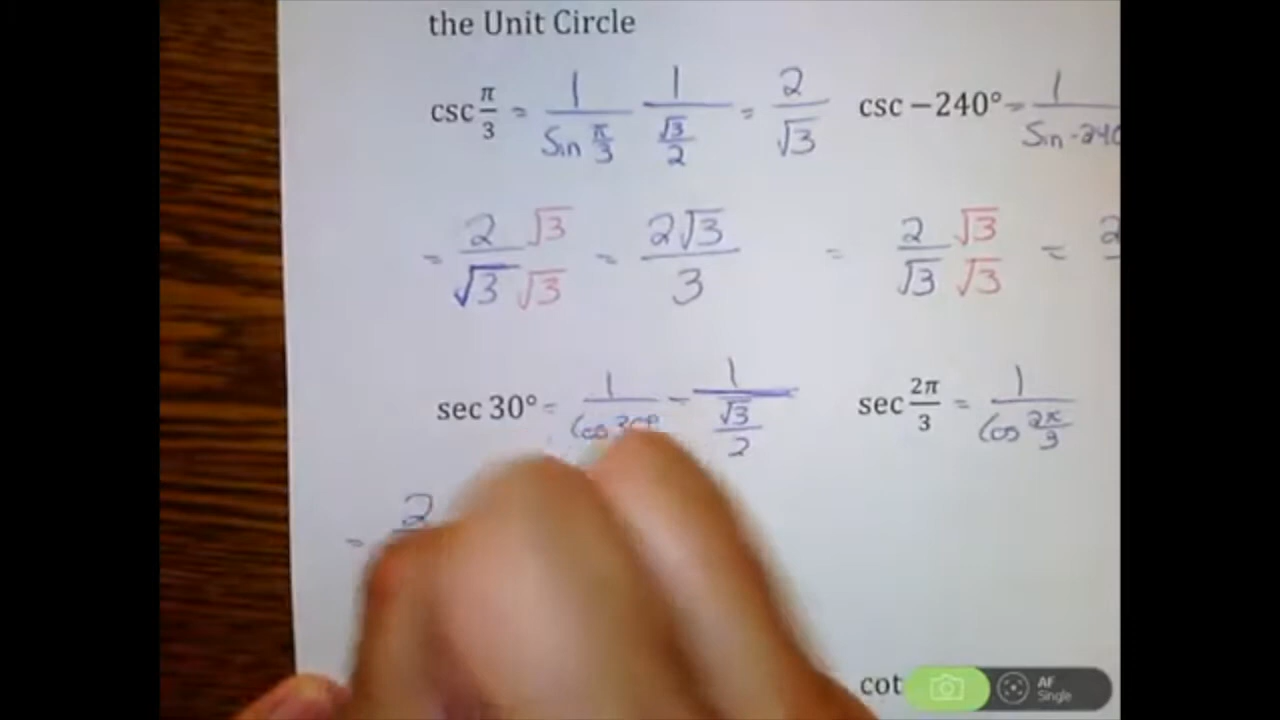 the Unit Circle
csc π/3 = 1/Sin π/3 1/(√3/2) = 2/√3
csc −240° = 1/Sin -240
= 2/√3 √3/√3 = 2√3/3
= 2/√3 √3/√3 = 2
sec 30° = 1/Cos 30° = 1/(√3/2)
sec 2π/3 = 1/Cos 2π/3
= 2
cot
AF
Single